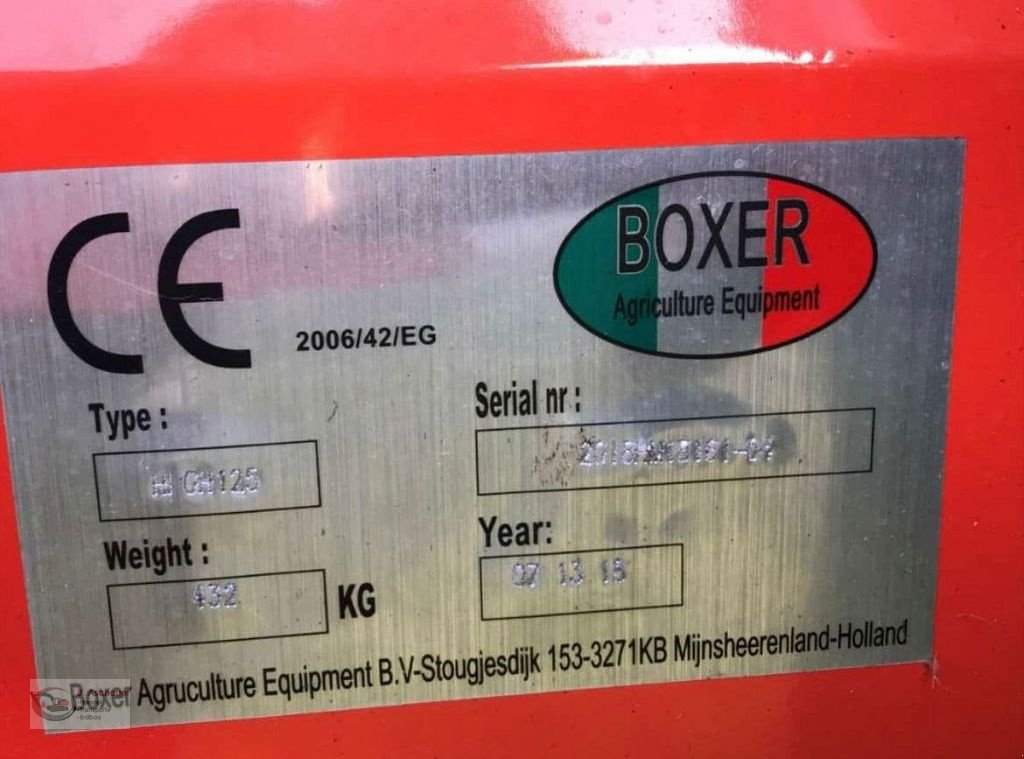 CE
2006/42/EG
BOXER
Agriculture Equipment
Type :
GH125
Serial nr :
Weight :
432
KG
Year:
07 13 15
Boxer Agruculture Equipment B.V-Stougjesdijk 153-3271KB Mijnsheerenland-Holland
Erdbau